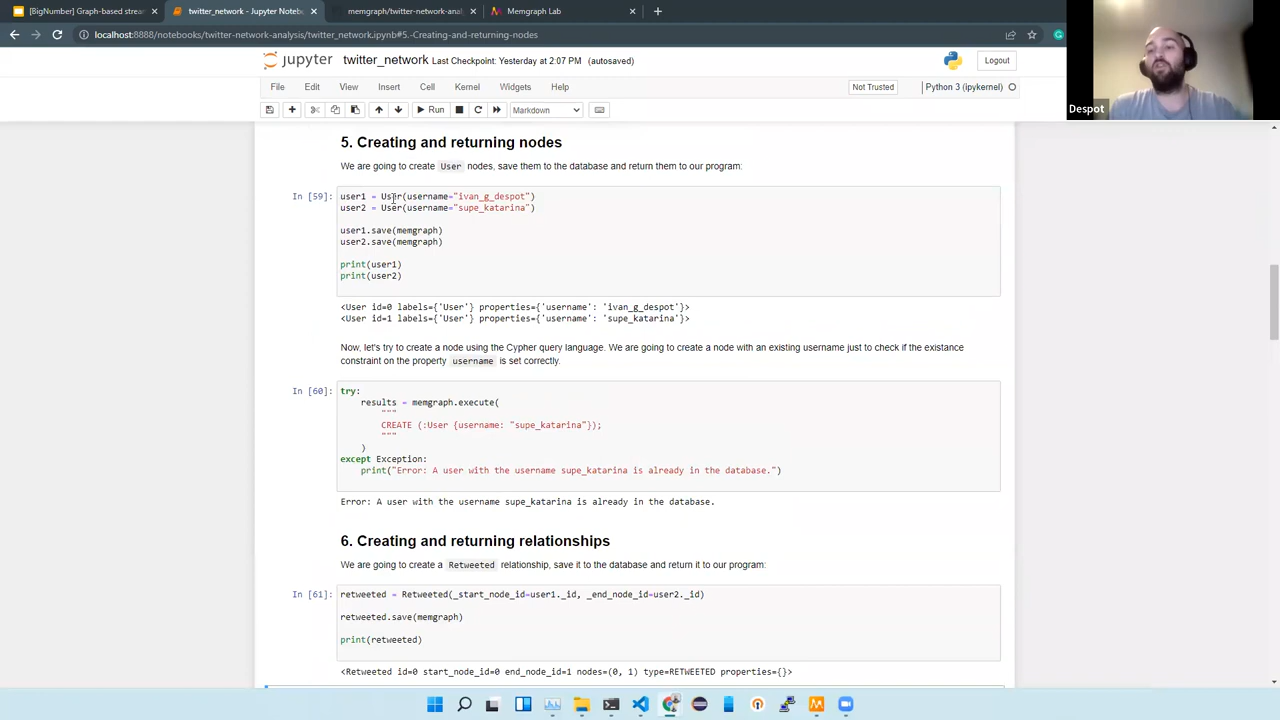 [BigNumber] Graph-based strea
twitter_network - Jupyter Notebo
memgraph/twitter-network-anal
Memgraph Lab
localhost:8888/notebooks/twitter-network-analysis/twitter_network.ipynb#5.-Creating-and-returning-nodes
jupyter twitter_network Last Checkpoint: Yesterday at 2:07 PM (autosaved)
Logout
File Edit View Insert Cell Kernel Widgets Help
Not Trusted
Python 3 (ipykernel)
Run
Markdown
Despot
5. Creating and returning nodes
We are going to create User nodes, save them to the database and return them to our program:
In [59]:
user1 = User(username="ivan_g_despot")
user2 = User(username="supe_katarina")
user1.save(memgraph)
user2.save(memgraph)
print(user1)
print(user2)
<User id=0 labels={'User'} properties={'username': 'ivan_g_despot'}>
<User id=1 labels={'User'} properties={'username': 'supe_katarina'}>
Now, let's try to create a node using the Cypher query language. We are going to create a node with an existing username just to check if the existance
constraint on the property username is set correctly.
In [60]:
try:
results = memgraph.execute(
"""
CREATE (:User {username: "supe_katarina"});
"""
)
except Exception:
print("Error: A user with the username supe_katarina is already in the database.")
Error: A user with the username supe_katarina is already in the database.
6. Creating and returning relationships
We are going to create a Retweeted relationship, save it to the database and return it to our program:
In [61]:
retweeted = Retweeted(_start_node_id=user1._id, _end_node_id=user2._id)
retweeted.save(memgraph)
print(retweeted)
<Retweeted id=0 start_node_id=0 end_node_id=1 nodes=(0, 1) type=RETWEETED properties={}>